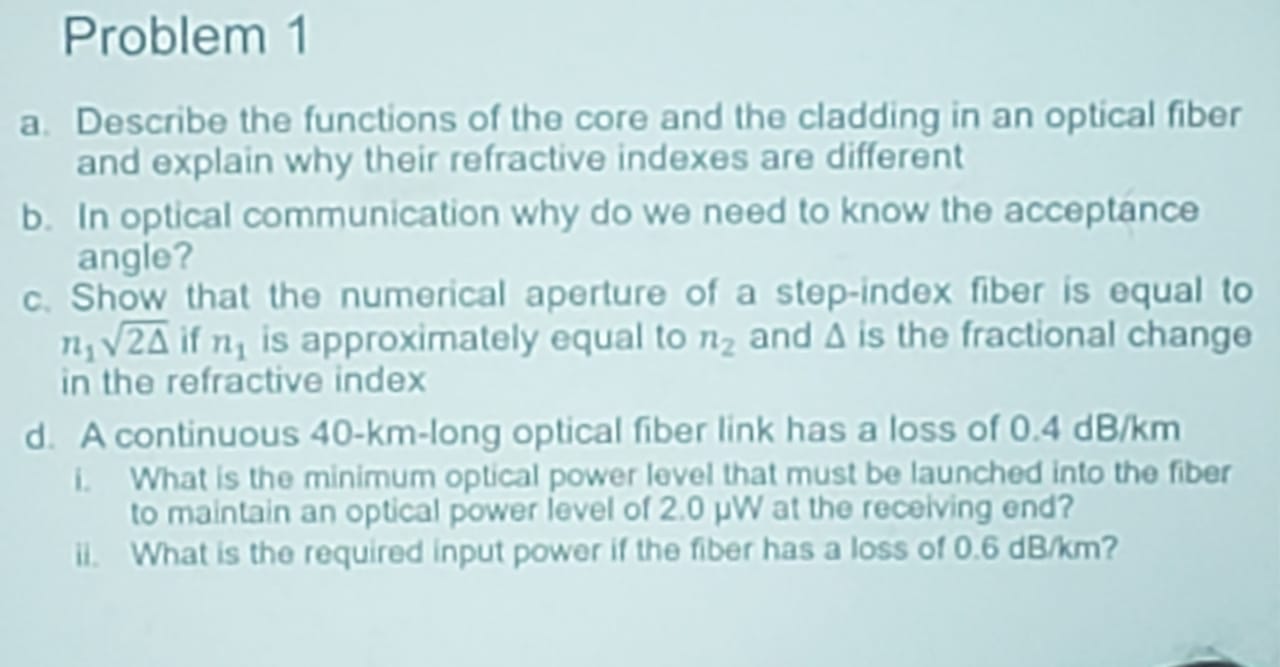 Problem 1
a. Describe the functions of the core and the cladding in an optical fiber
and explain why their refractive indexes are different
b. In optical communication why do we need to know the acceptance
angle?
c. Show that the numerical aperture of a step-index fiber is equal to
n₁√2Δ if n₁ is approximately equal to n₂ and Δ is the fractional change
in the refractive index
d. A continuous 40-km-long optical fiber link has a loss of 0.4 dB/km
i. What is the minimum optical power level that must be launched into the fiber
to maintain an optical power level of 2.0 μW at the receiving end?
ii. What is the required input power if the fiber has a loss of 0.6 dB/km?